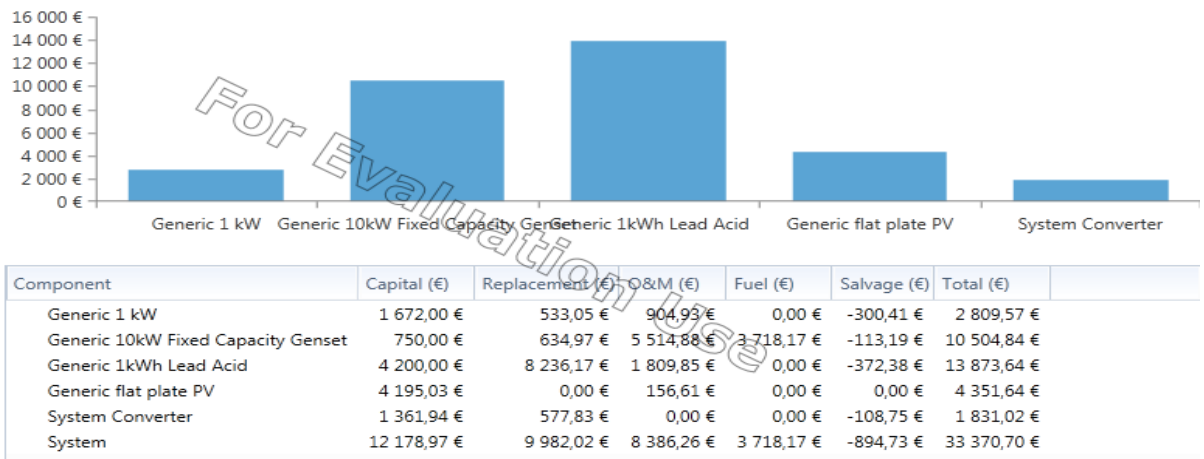 16 000 €
14 000 €
12 000 €
10 000 €
8 000 €
6 000 €
4 000 €
2 000 €
0 €
Generic 1 kW Generic 10kW Fixed Capacity Genset Generic 1kWh Lead Acid Generic flat plate PV System Converter
For Evaluation Use
Component Capital (€) Replacement (€) O&M (€) Fuel (€) Salvage (€) Total (€)
Generic 1 kW 1 672,00 € 533,05 € 904,93 € 0,00 € -300,41 € 2 809,57 €
Generic 10kW Fixed Capacity Genset 750,00 € 634,97 € 5 514,88 € 3 718,17 € -113,19 € 10 504,84 €
Generic 1kWh Lead Acid 4 200,00 € 8 236,17 € 1 809,85 € 0,00 € -372,38 € 13 873,64 €
Generic flat plate PV 4 195,03 € 0,00 € 156,61 € 0,00 € 0,00 € 4 351,64 €
System Converter 1 361,94 € 577,83 € 0,00 € 0,00 € -108,75 € 1 831,02 €
System 12 178,97 € 9 982,02 € 8 386,26 € 3 718,17 € -894,73 € 33 370,70 €